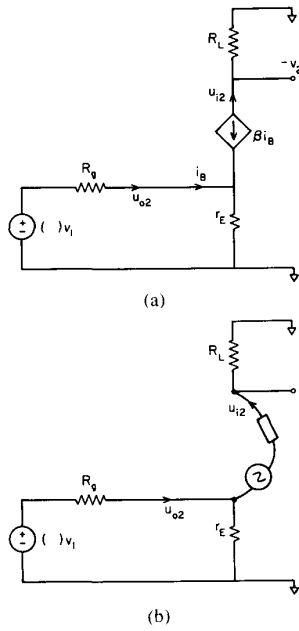 R_L
-v_2
u_i2
βi_B
R_g
i_B
u_o2
r_E
+
−
( )v_1
(a)
R_L
u_i2
2
R_g
u_o2
r_E
+
−
( )v_1
(b)